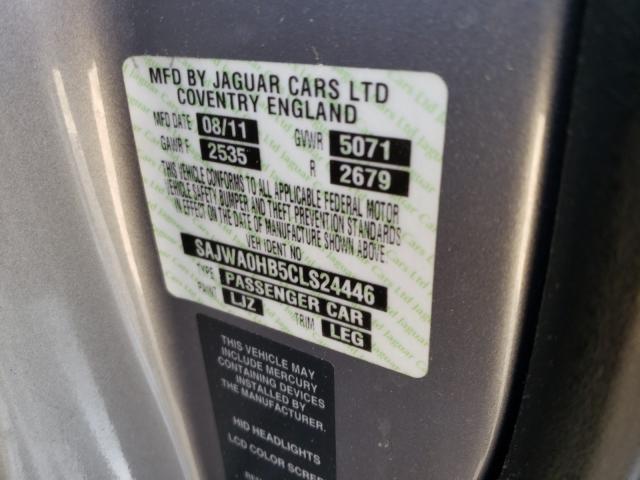 MFD BY JAGUAR CARS LTD
COVENTRY ENGLAND
MFD DATE 08/11 GVWR 5071
GAWR F 2535 R 2679
THIS VEHICLE CONFORMS TO ALL APPLICABLE FEDERAL MOTOR
VEHICLE SAFETY BUMPER AND THEFT PREVENTION STANDARDS
IN EFFECT ON THE DATE OF MANUFACTURE SHOWN ABOVE
VEH IDENT NO
SAJWA0HB5CLS24446
TYPE PASSENGER CAR
PAINT LJZ TRIM LEG
THIS VEHICLE MAY
INCLUDE MERCURY
CONTAINING DEVICES
INSTALLED BY
THE MANUFACTURER.
HID HEADLIGHTS
LCD COLOR SCREE